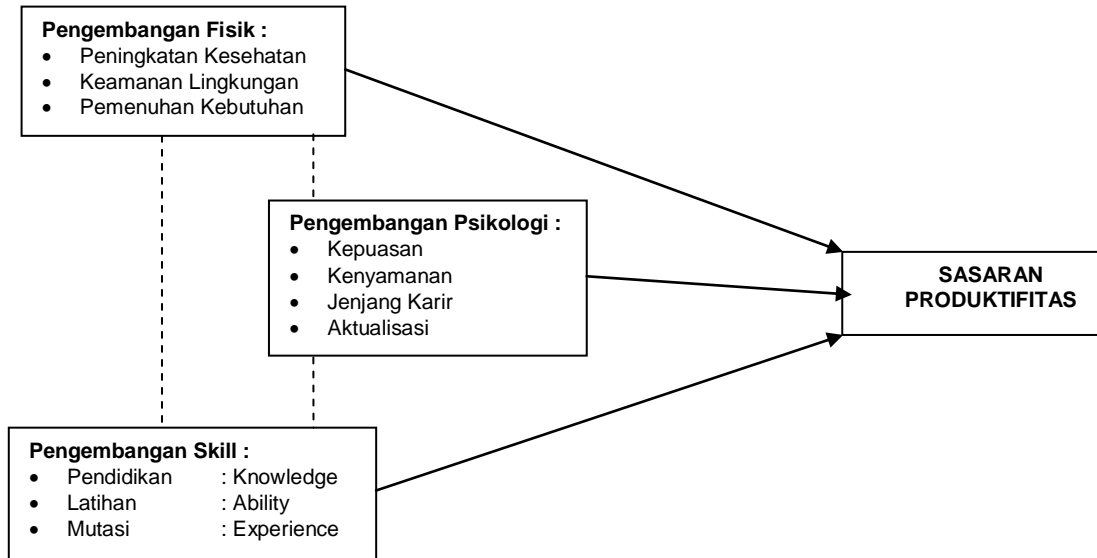 Pengembangan Fisik :
• Peningkatan Kesehatan
• Keamanan Lingkungan
• Pemenuhan Kebutuhan
Pengembangan Psikologi :
• Kepuasan
• Kenyamanan
• Jenjang Karir
• Aktualisasi
SASARAN
PRODUKTIFITAS
Pengembangan Skill :
• Pendidikan : Knowledge
• Latihan : Ability
• Mutasi : Experience